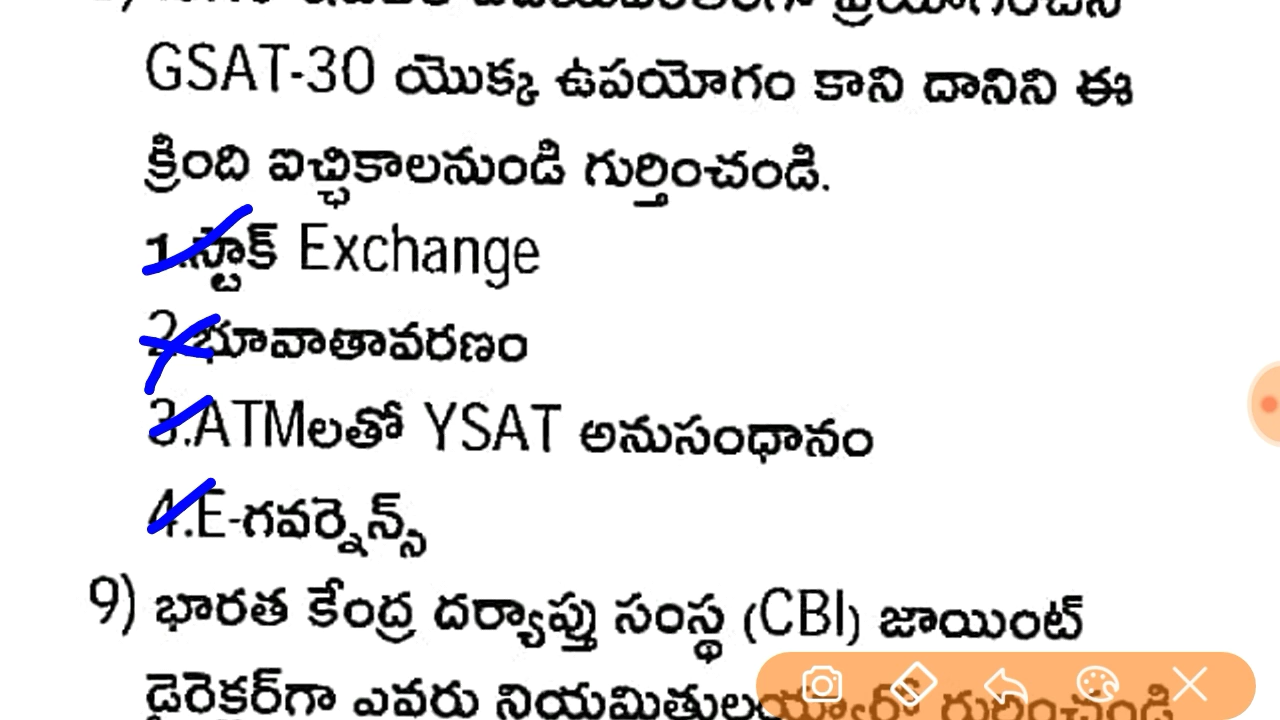 GSAT-30 యొక్క ఉపయోగం కాని దానిని ఈ
క్రింది ఐచ్ఛికాలనుండి గుర్తించండి.
1.స్టాక్ Exchange
2.భూవాతావరణం
3.ATMలతో YSAT అనుసంధానం
4.E-గవర్నెన్స్
9) భారత కేంద్ర దర్యాప్తు సంస్థ (CBI) జాయింట్
డైరెక్టర్‌గా ఎవరు నియమితులయ్యారో గుర్తించండి